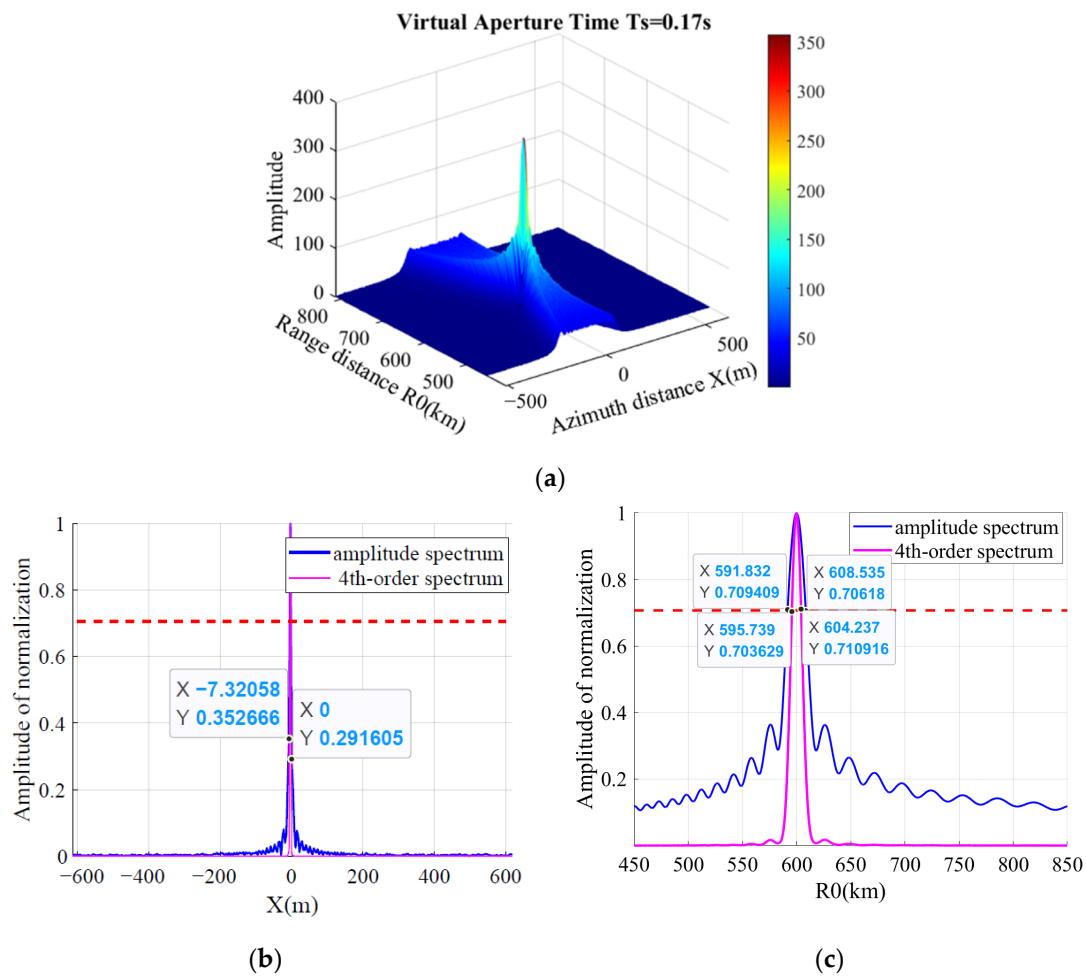 Virtual Aperture Time Ts=0.17s
400
300
200
100
0
Amplitude
800
700
600
500
Range distance R0(km)
−500
0
500
Azimuth distance X(m)
350
300
250
200
150
100
50
(a)
1
0.8
0.6
0.4
0.2
0
Amplitude of normalization
amplitude spectrum
4th-order spectrum
X −7.32058
Y 0.352666
X 0
Y 0.291605
−600 −400 −200 0 200 400 600
X(m)
(b)
1
0.8
0.6
0.4
0.2
Amplitude of normalization
amplitude spectrum
4th-order spectrum
X 591.832
Y 0.709409
X 608.535
Y 0.70618
X 595.739
Y 0.703629
X 604.237
Y 0.710916
450 500 550 600 650 700 750 800 850
R0(km)
(c)